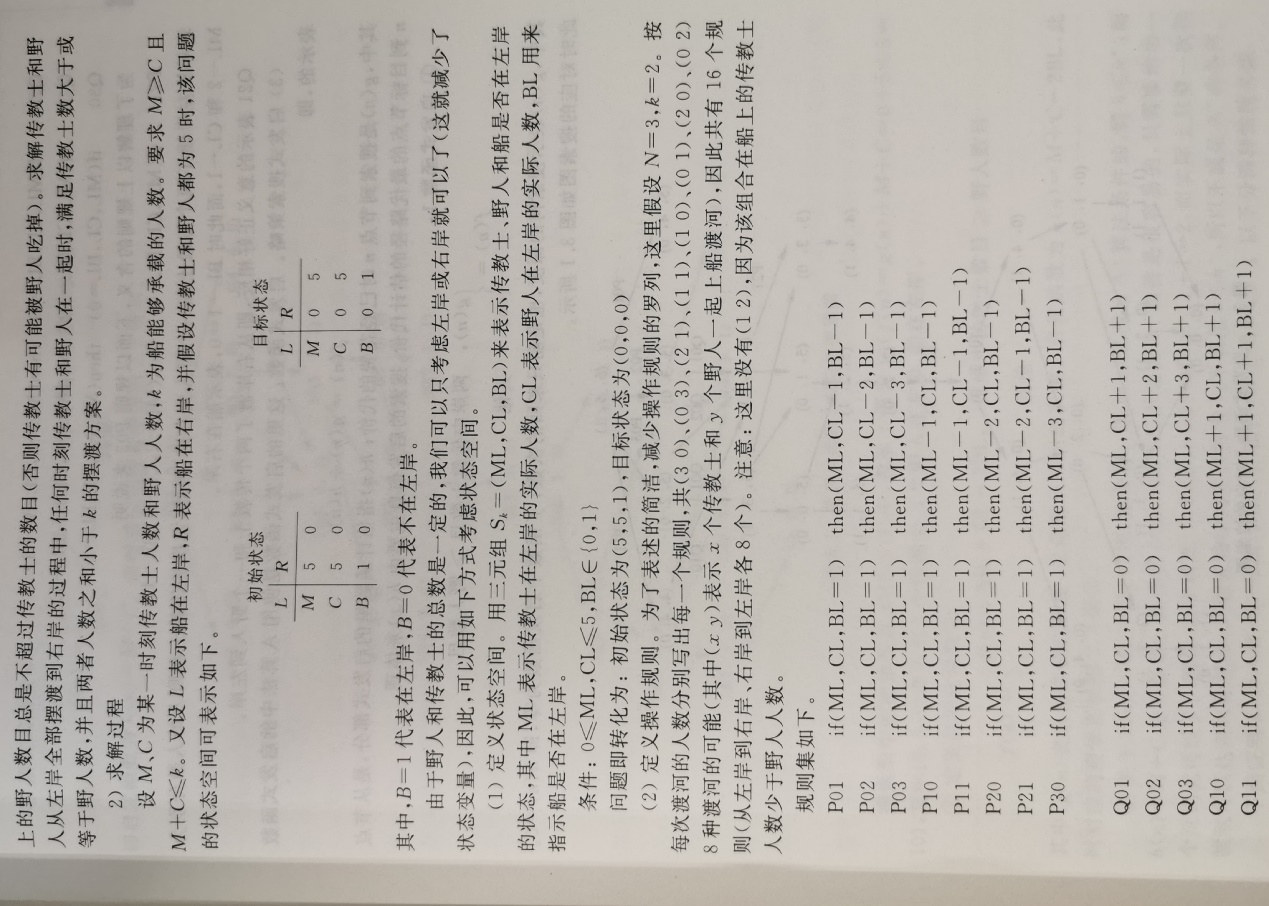 上的野人数目总是不超过传教士的数目(否则传教士有可能被野人吃掉)。求解传教士和野
人从左岸全部摆渡到右岸的过程中,任何时刻传教士和野人在一起时,满足传教士数大于或
等于野人数,并且两者人数之和小于 k 的摆渡方案。
2) 求解过程
设 M、C 为某一时刻传教士人数和野人人数,k 为船能够承载的人数。要求 M≥C 且
M+C≤k。又设 L 表示船在左岸,R 表示船在右岸,并假设传教士和野人都为 5 时,该问题
的状态空间可表示如下。
初始状态 目标状态
L R L R
M 5 0 M 0 5
C 5 0 C 0 5
B 1 0 B 0 1
其中,B=1 代表在左岸,B=0 代表不在左岸。
由于野人和传教士的总数是一定的,我们可以只考虑左岸或右岸就可以了(这就减少了
状态变量),因此,可以用如下方式考虑状态空间。
(1) 定义状态空间。用三元组 Sk=(ML,CL,BL)来表示传教士、野人和船是否在左岸
的状态,其中 ML 表示传教士在左岸的实际人数,CL 表示野人在左岸的实际人数,BL 用来
指示船是否在左岸。
条件:0≤ML,CL≤5,BL∈{0,1}
问题即转化为:初始状态为(5,5,1),目标状态为(0,0,0)
(2) 定义操作规则。为了表述的简洁,减少操作规则的罗列,这里假设 N=3,k=2。按
每次渡河的人数分别写出每一个规则,共(3 0)、(0 3)、(2 1)、(1 1)、(1 0)、(0 1)、(2 0)、(0 2)
8 种渡河的可能(其中(x y)表示 x 个传教士和 y 个野人一起上船渡河),因此共有 16 个规
则(从左岸到右岸、右岸到左岸各 8 个)。注意:这里没有(1 2),因为该组合在船上的传教士
人数少于野人人数。
规则集如下。
P01 if(ML,CL,BL=1) then(ML,CL−1,BL−1)
P02 if(ML,CL,BL=1) then(ML,CL−2,BL−1)
P03 if(ML,CL,BL=1) then(ML,CL−3,BL−1)
P10 if(ML,CL,BL=1) then(ML−1,CL,BL−1)
P11 if(ML,CL,BL=1) then(ML−1,CL−1,BL−1)
P20 if(ML,CL,BL=1) then(ML−2,CL,BL−1)
P21 if(ML,CL,BL=1) then(ML−2,CL−1,BL−1)
P30 if(ML,CL,BL=1) then(ML−3,CL,BL−1)
Q01 if(ML,CL,BL=0) then(ML,CL+1,BL+1)
Q02 if(ML,CL,BL=0) then(ML,CL+2,BL+1)
Q03 if(ML,CL,BL=0) then(ML,CL+3,BL+1)
Q10 if(ML,CL,BL=0) then(ML+1,CL,BL+1)
Q11 if(ML,CL,BL=0) then(ML+1,CL+1,BL+1)